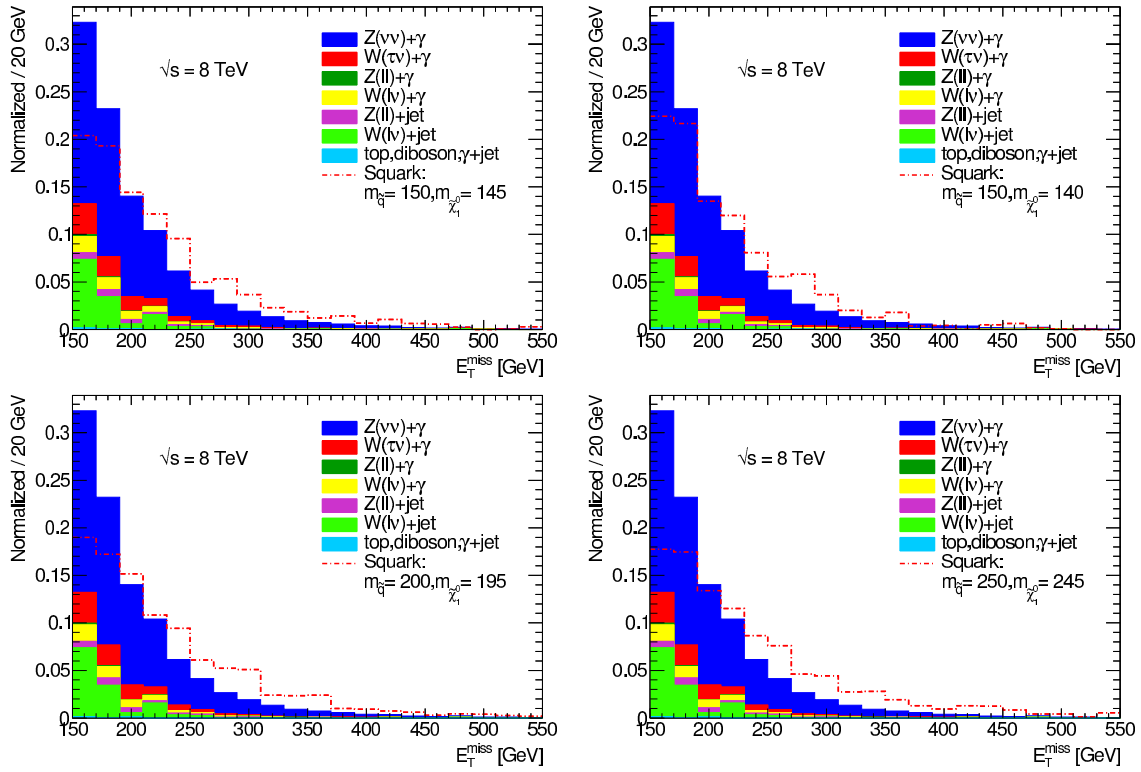 Normalized / 20 GeV
0.3
0.25
0.2
0.15
0.1
0.05
0
√s = 8 TeV
Z(νν)+γ
W(τν)+γ
Z(ll)+γ
W(lν)+γ
Z(ll)+jet
W(lν)+jet
top,diboson,γ+jet
Squark:
m_q̃ = 150,m_χ̃₁⁰ = 145
150 200 250 300 350 400 450 500 550
E_T^miss [GeV]
Normalized / 20 GeV
0.3
0.25
0.2
0.15
0.1
0.05
0
√s = 8 TeV
Z(νν)+γ
W(τν)+γ
Z(ll)+γ
W(lν)+γ
Z(ll)+jet
W(lν)+jet
top,diboson,γ+jet
Squark:
m_q̃ = 150,m_χ̃₁⁰ = 140
150 200 250 300 350 400 450 500 550
E_T^miss [GeV]
Normalized / 20 GeV
0.3
0.25
0.2
0.15
0.1
0.05
0
√s = 8 TeV
Z(νν)+γ
W(τν)+γ
Z(ll)+γ
W(lν)+γ
Z(ll)+jet
W(lν)+jet
top,diboson,γ+jet
Squark:
m_q̃ = 200,m_χ̃₁⁰ = 195
150 200 250 300 350 400 450 500 550
E_T^miss [GeV]
Normalized / 20 GeV
0.3
0.25
0.2
0.15
0.1
0.05
0
√s = 8 TeV
Z(νν)+γ
W(τν)+γ
Z(ll)+γ
W(lν)+γ
Z(ll)+jet
W(lν)+jet
top,diboson,γ+jet
Squark:
m_q̃ = 250,m_χ̃₁⁰ = 245
150 200 250 300 350 400 450 500 550
E_T^miss [GeV]